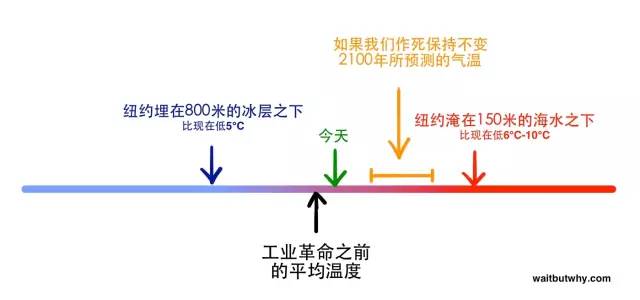 如果我们作死保持不变
2100年所预测的气温
纽约埋在800米的冰层之下
比现在低5°C
今天
纽约淹在150米的海水之下
比现在低6°C-10°C
工业革命之前
的平均温度
waitbutwhy.com